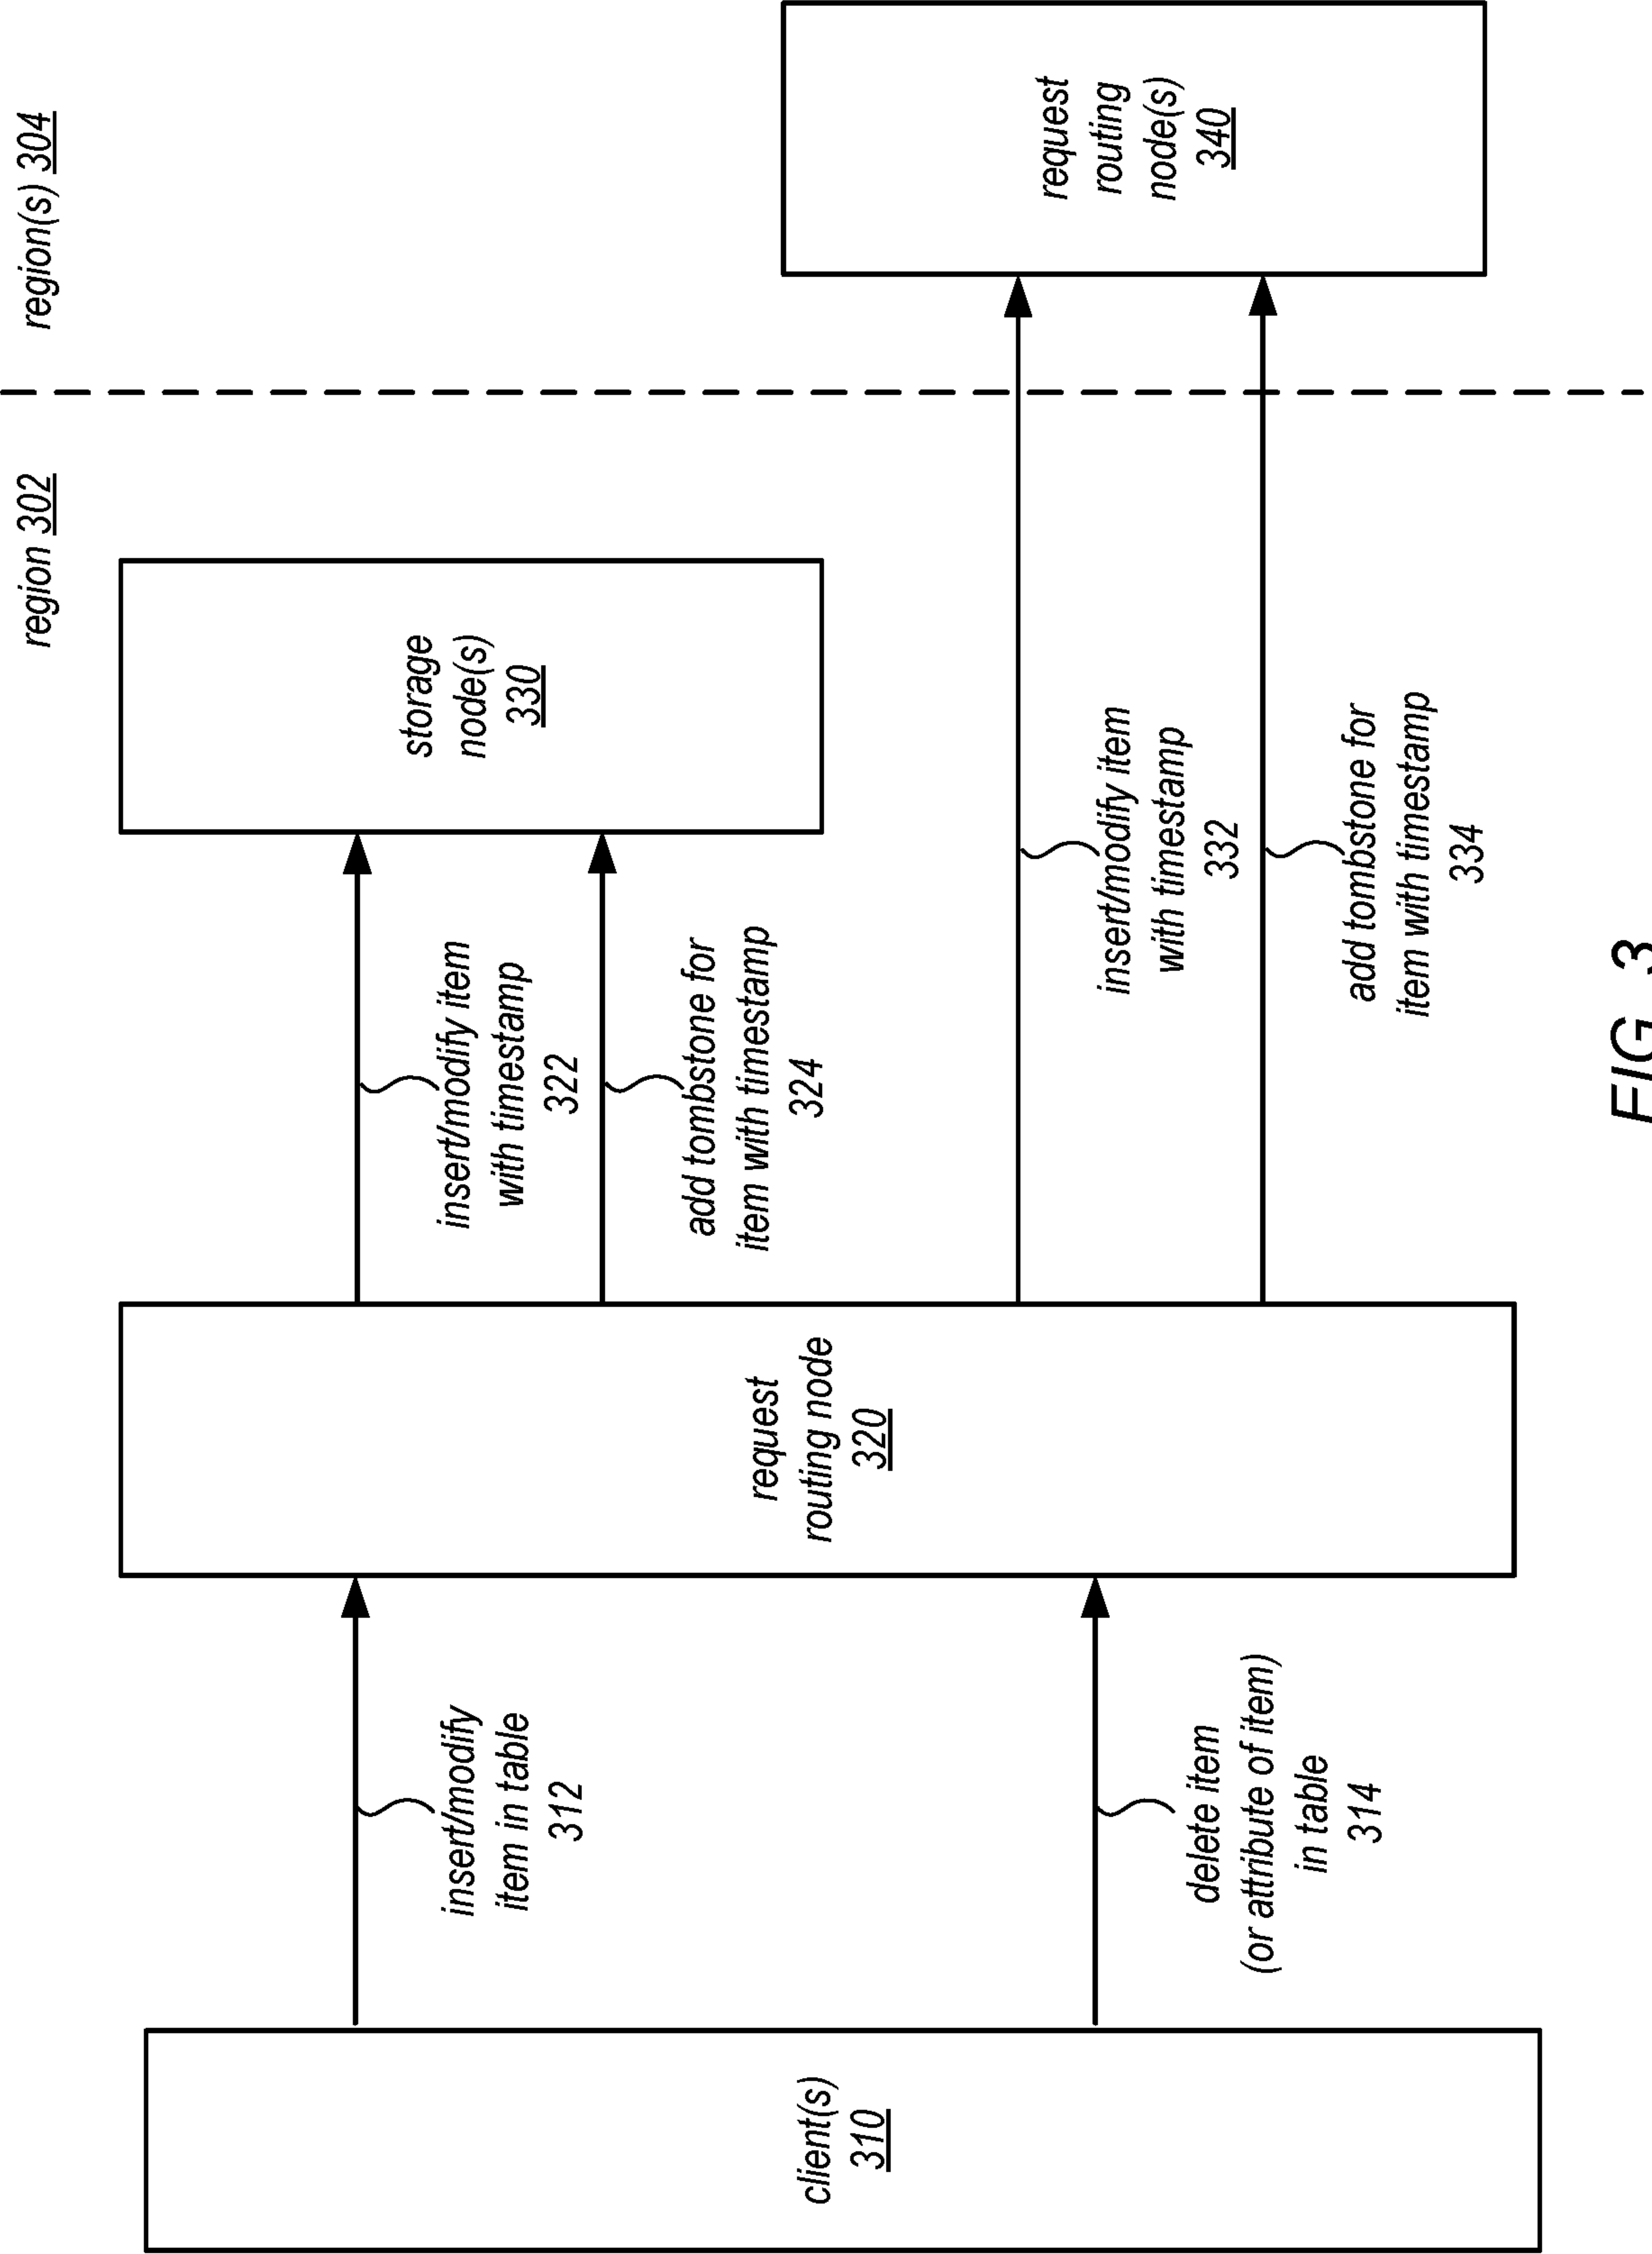 region 302
region(s) 304
client(s)
310
insert/modify
item in table
312
delete item
(or attribute of item)
in table
314
request
routing node
320
insert/modify item
with timestamp
322
add tombstone for
item with timestamp
324
storage
node(s)
330
insert/modify item
with timestamp
332
add tombstone for
item with timestamp
334
request
routing
node(s)
340
FIG. 3